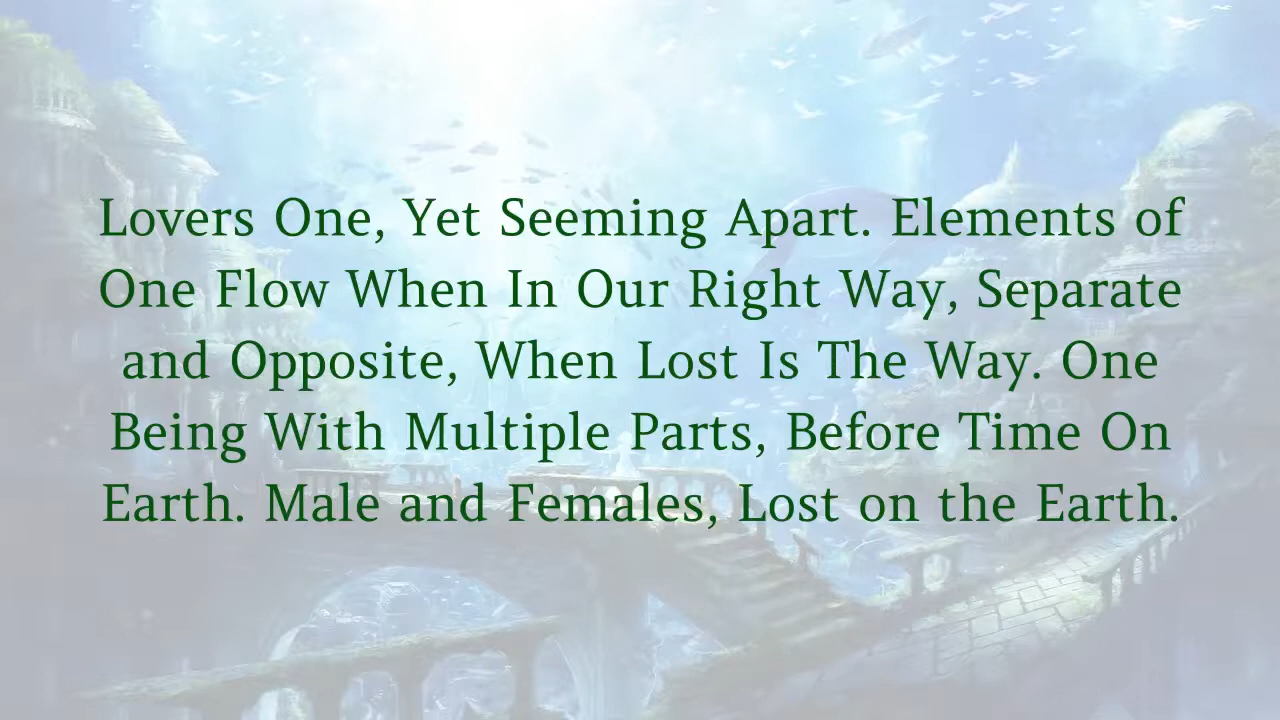 Lovers One, Yet Seeming Apart. Elements of
One Flow When In Our Right Way, Separate
and Opposite, When Lost Is The Way. One
Being With Multiple Parts, Before Time On
Earth. Male and Females, Lost on the Earth.